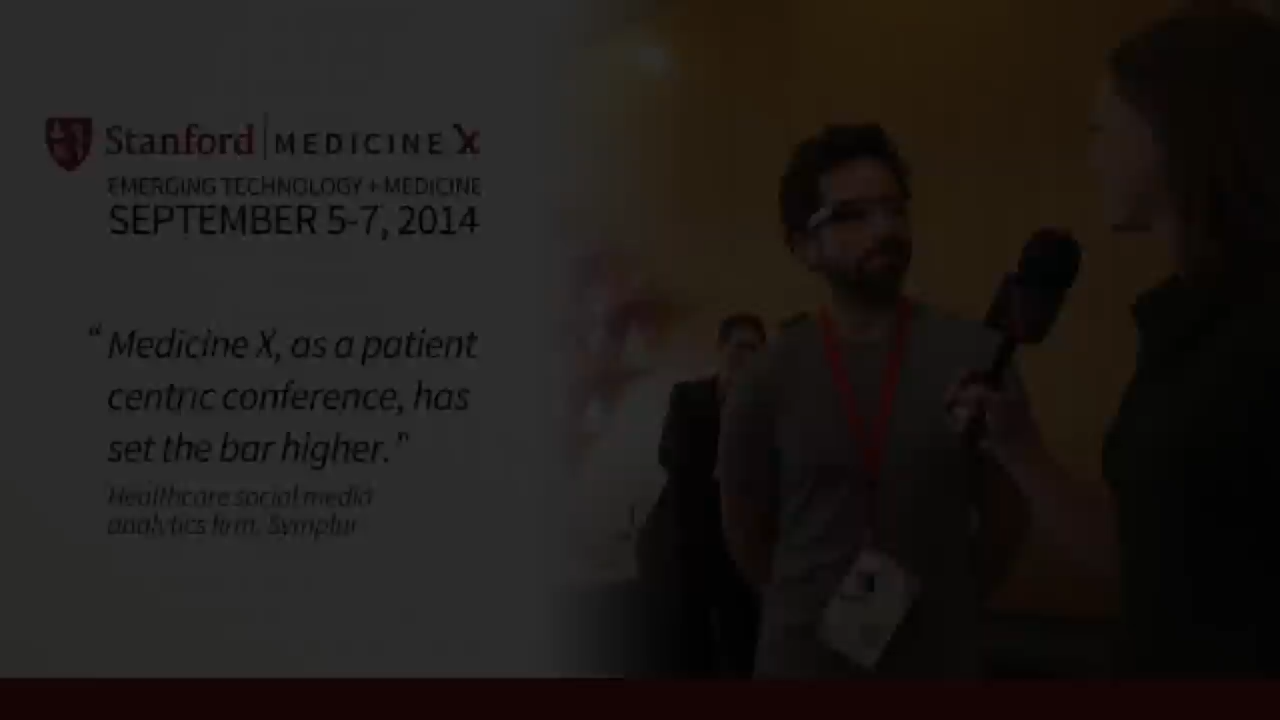 Stanford | MEDICINE X
EMERGING TECHNOLOGY + MEDICINE
SEPTEMBER 5-7, 2014
“Medicine X, as a patient
centric conference, has
set the bar higher.”
Healthcare social media
analytics firm, Symplur